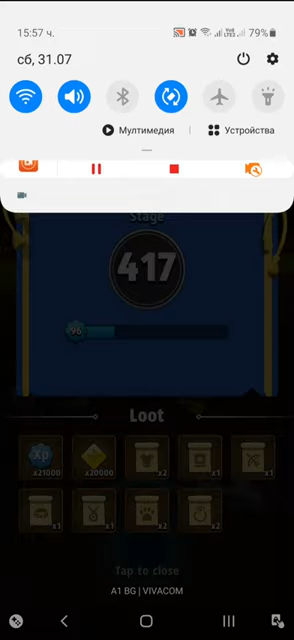 15:57 ч. 79%
сб, 31.07
Мултимедия | Устройства
Stage
417
96
Loot
Xp
x21000 x20000 x2 x1 x1
x1 x1 x2 x2
Tap to close
A1 BG | VIVACOM